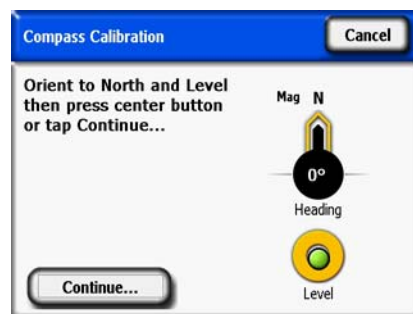 Compass Calibration
Cancel
Orient to North and Level
then press center button
or tap Continue...
Mag N
0°
Heading
Level
Continue...